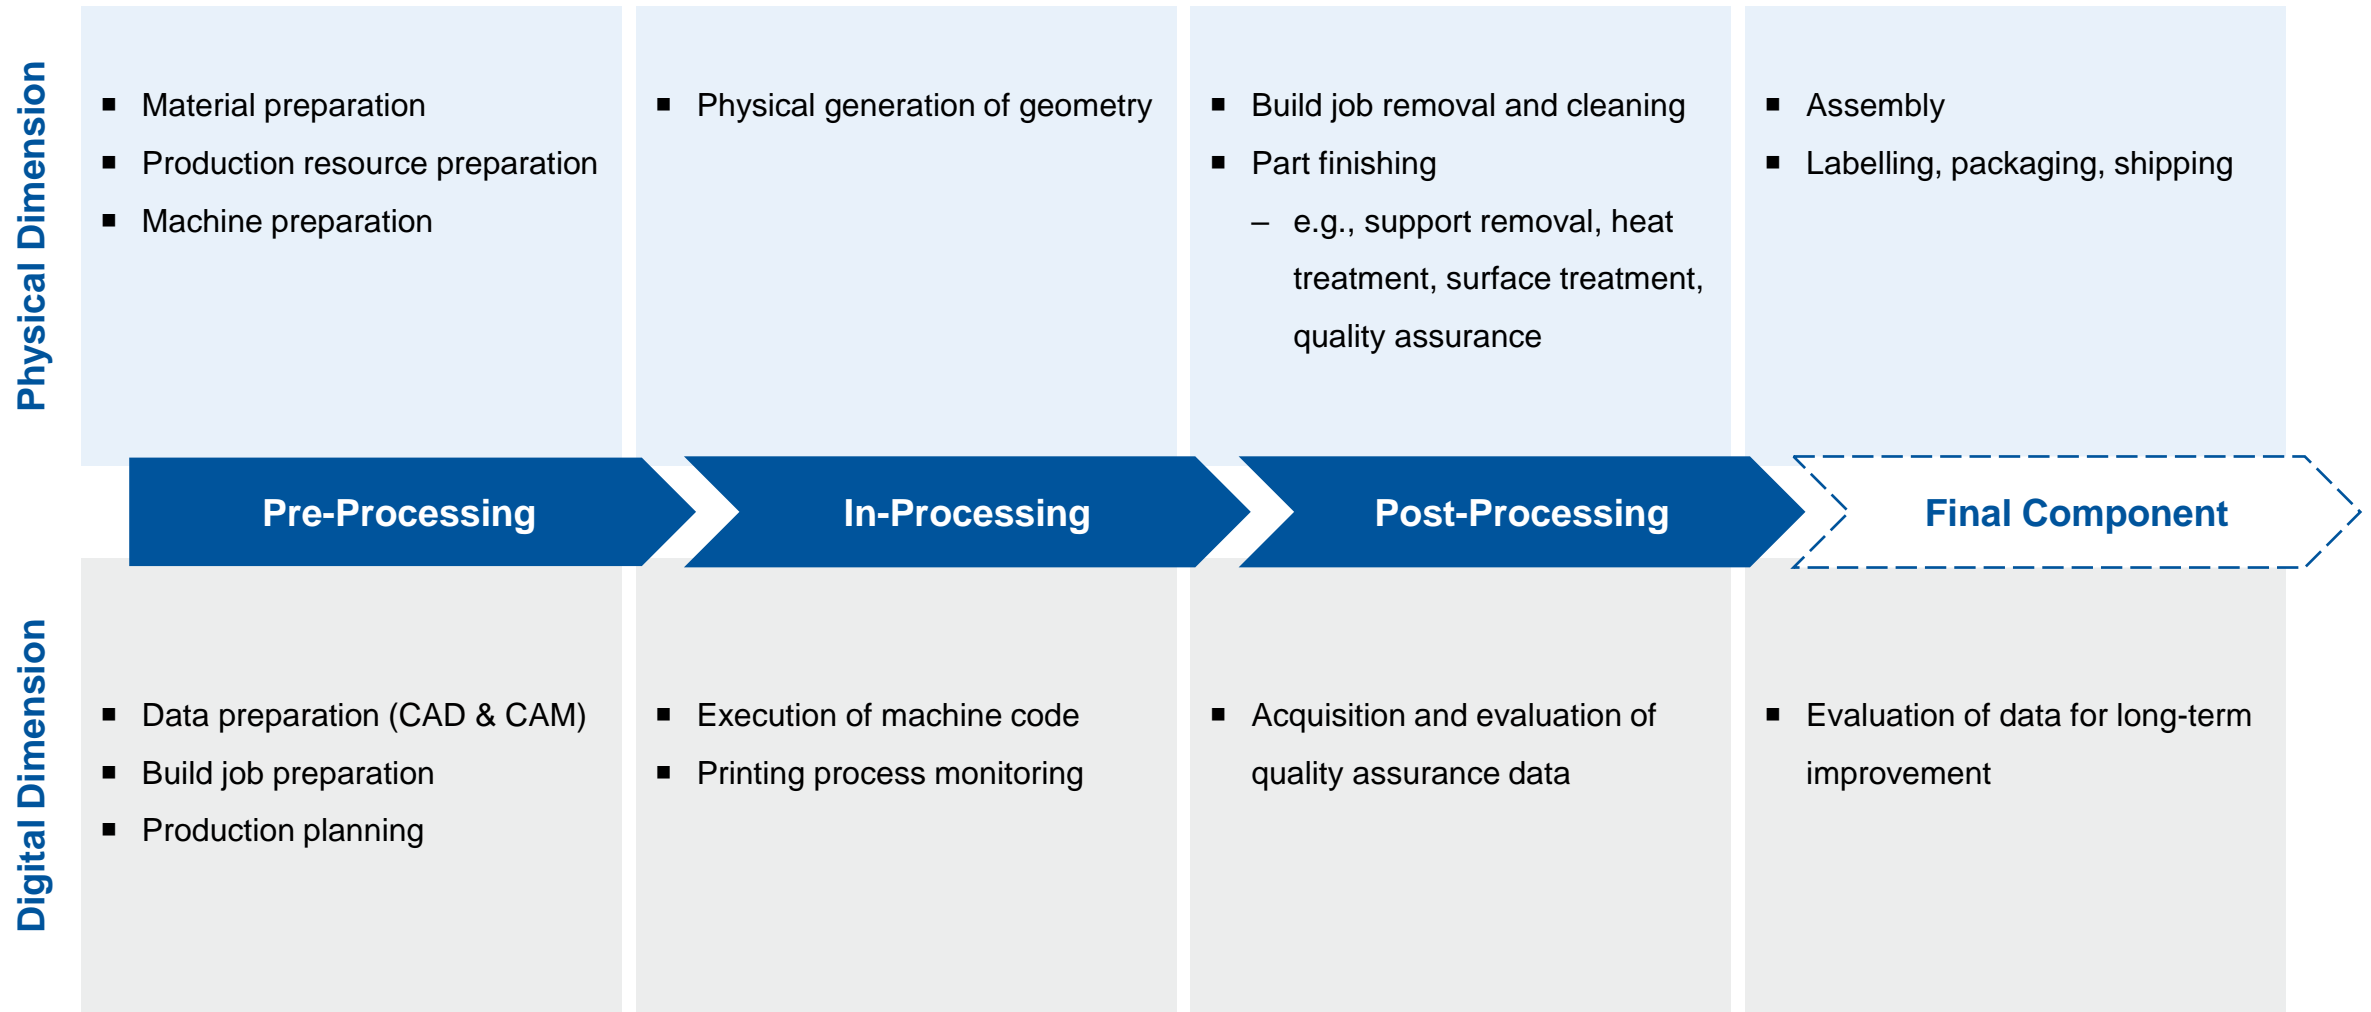 Physical Dimension
■ Material preparation
■ Production resource preparation
■ Machine preparation
■ Physical generation of geometry
■ Build job removal and cleaning
■ Part finishing
– e.g., support removal, heat
treatment, surface treatment,
quality assurance
■ Assembly
■ Labelling, packaging, shipping
Pre-Processing
In-Processing
Post-Processing
Final Component
Digital Dimension
■ Data preparation (CAD & CAM)
■ Build job preparation
■ Production planning
■ Execution of machine code
■ Printing process monitoring
■ Acquisition and evaluation of
quality assurance data
■ Evaluation of data for long-term
improvement